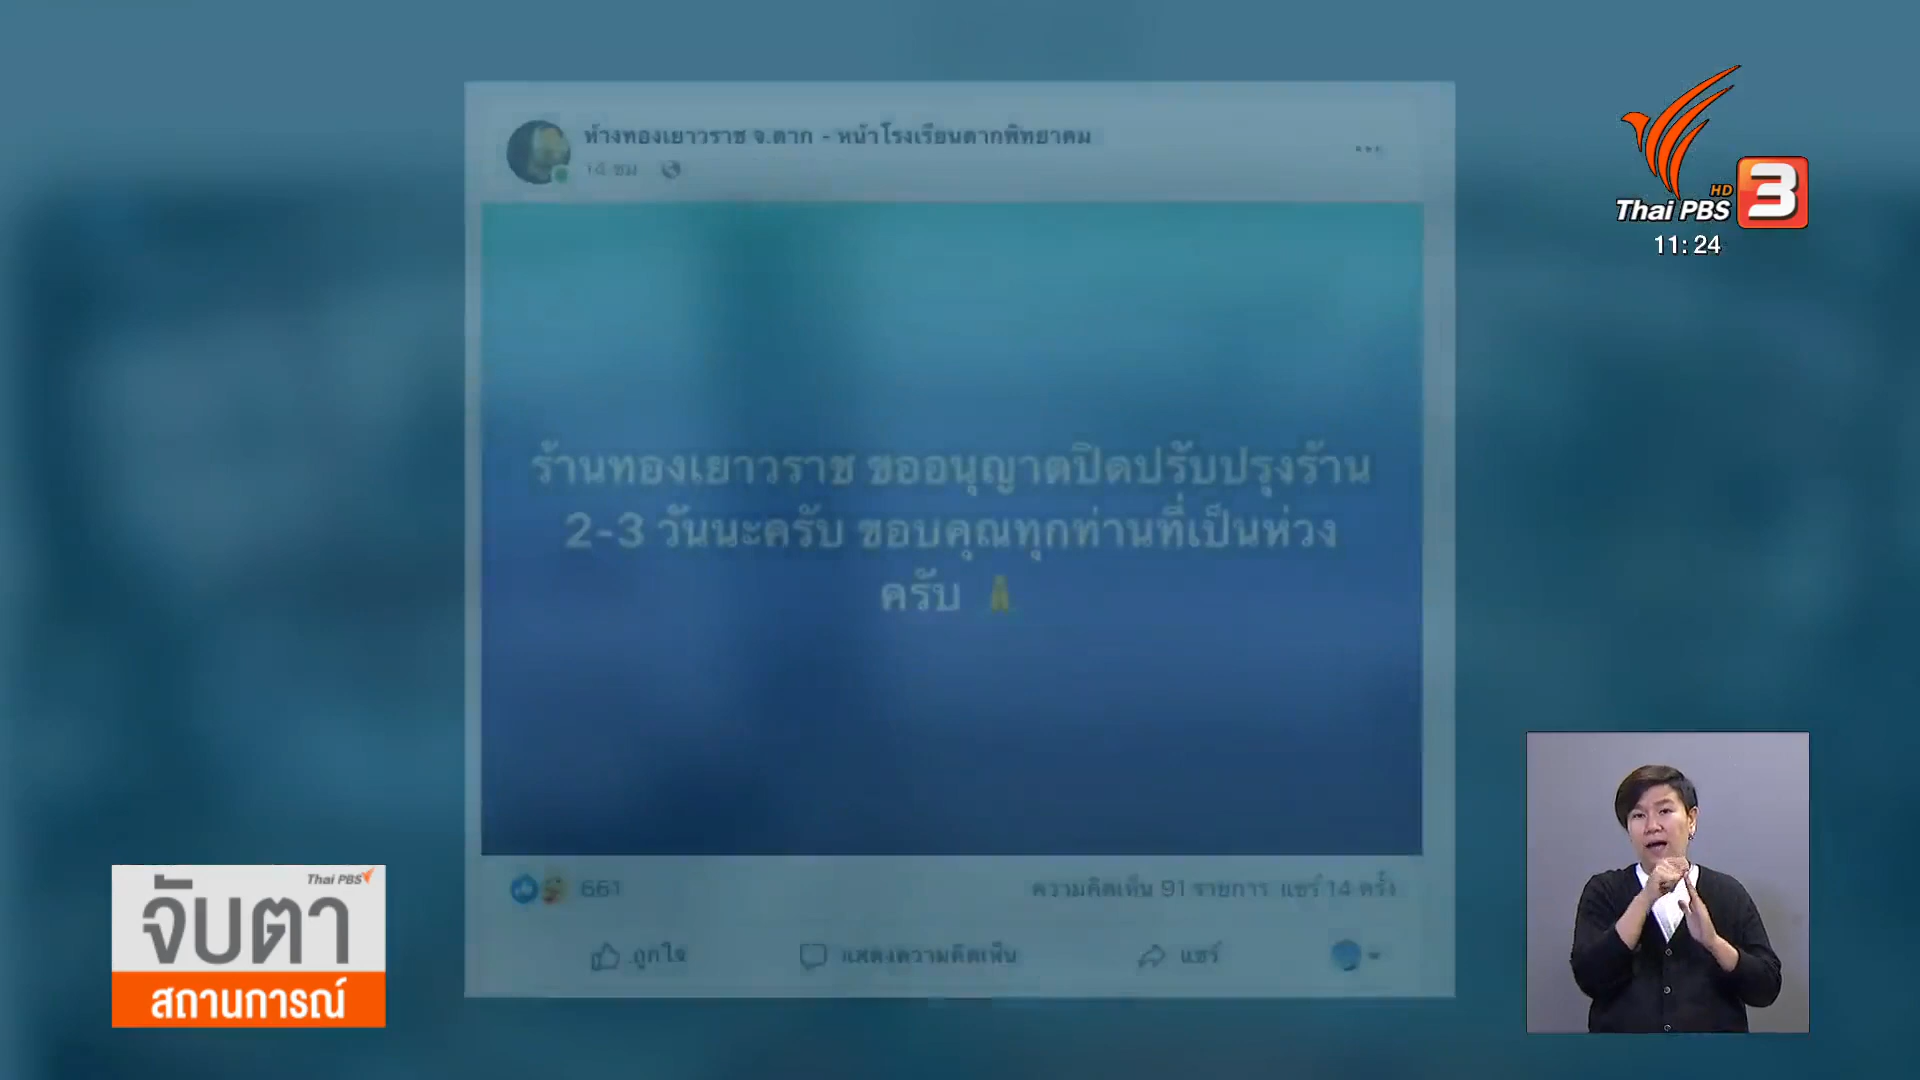 ห้างทองเยาวราช จ.ตาก - หน้าโรงเรียนตากพิทยาคม
14 ชม
HD
Thai PBS 3
11:24
ร้านทองเยาวราช ขออนุญาตปิดปรับปรุงร้าน
2-3 วันนะครับ ขอบคุณทุกท่านที่เป็นห่วง
ครับ
661
ความคิดเห็น 91 รายการ แชร์ 14 ครั้ง
ถูกใจ
แสดงความคิดเห็น
แชร์
Thai PBS
จับตา
สถานการณ์